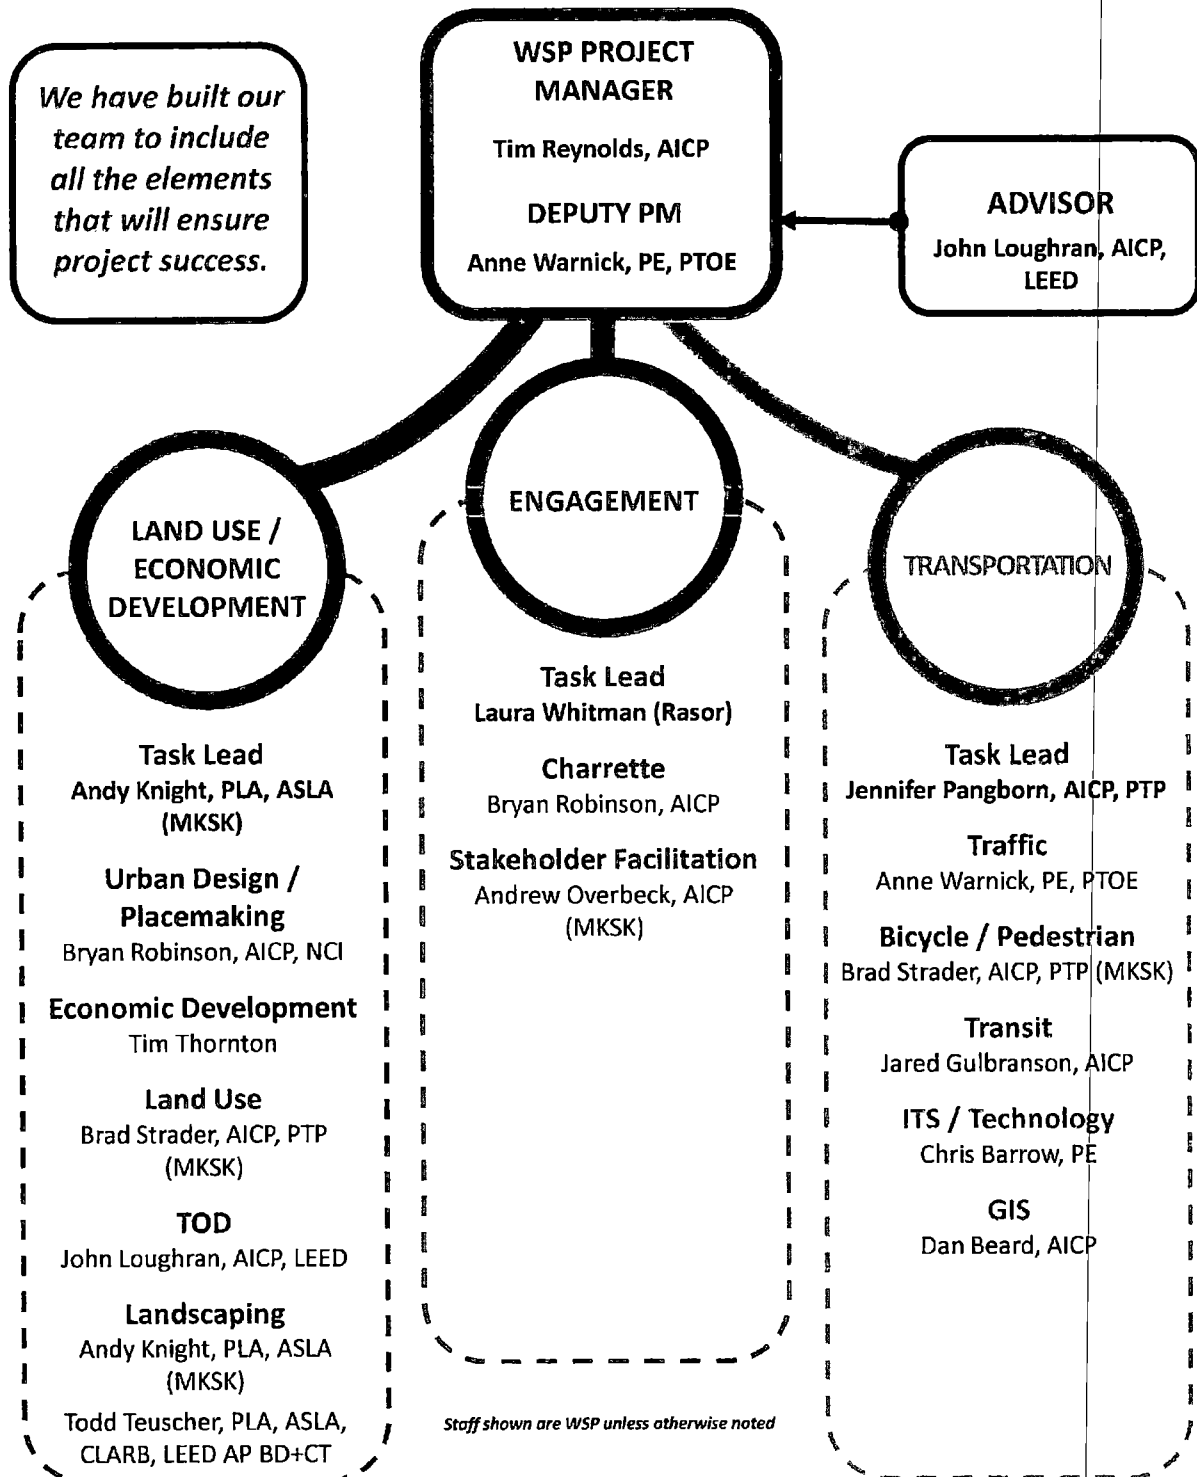 We have built our
team to include
all the elements
that will ensure
project success.
WSP PROJECT
MANAGER
Tim Reynolds, AICP
DEPUTY PM
Anne Warnick, PE, PTOE
ADVISOR
John Loughran, AICP,
LEED
LAND USE /
ECONOMIC
DEVELOPMENT
Task Lead
Andy Knight, PLA, ASLA
(MKSK)
Urban Design /
Placemaking
Bryan Robinson, AICP, NCI
Economic Development
Tim Thornton
Land Use
Brad Strader, AICP, PTP
(MKSK)
TOD
John Loughran, AICP, LEED
Landscaping
Andy Knight, PLA, ASLA
(MKSK)
Todd Teuscher, PLA, ASLA,
CLARB, LEED AP BD+CT
ENGAGEMENT
Task Lead
Laura Whitman (Rasor)
Charrette
Bryan Robinson, AICP
Stakeholder Facilitation
Andrew Overbeck, AICP
(MKSK)
Staff shown are WSP unless otherwise noted
TRANSPORTATION
Task Lead
Jennifer Pangborn, AICP, PTP
Traffic
Anne Warnick, PE, PTOE
Bicycle / Pedestrian
Brad Strader, AICP, PTP (MKSK)
Transit
Jared Gulbranson, AICP
ITS / Technology
Chris Barrow, PE
GIS
Dan Beard, AICP